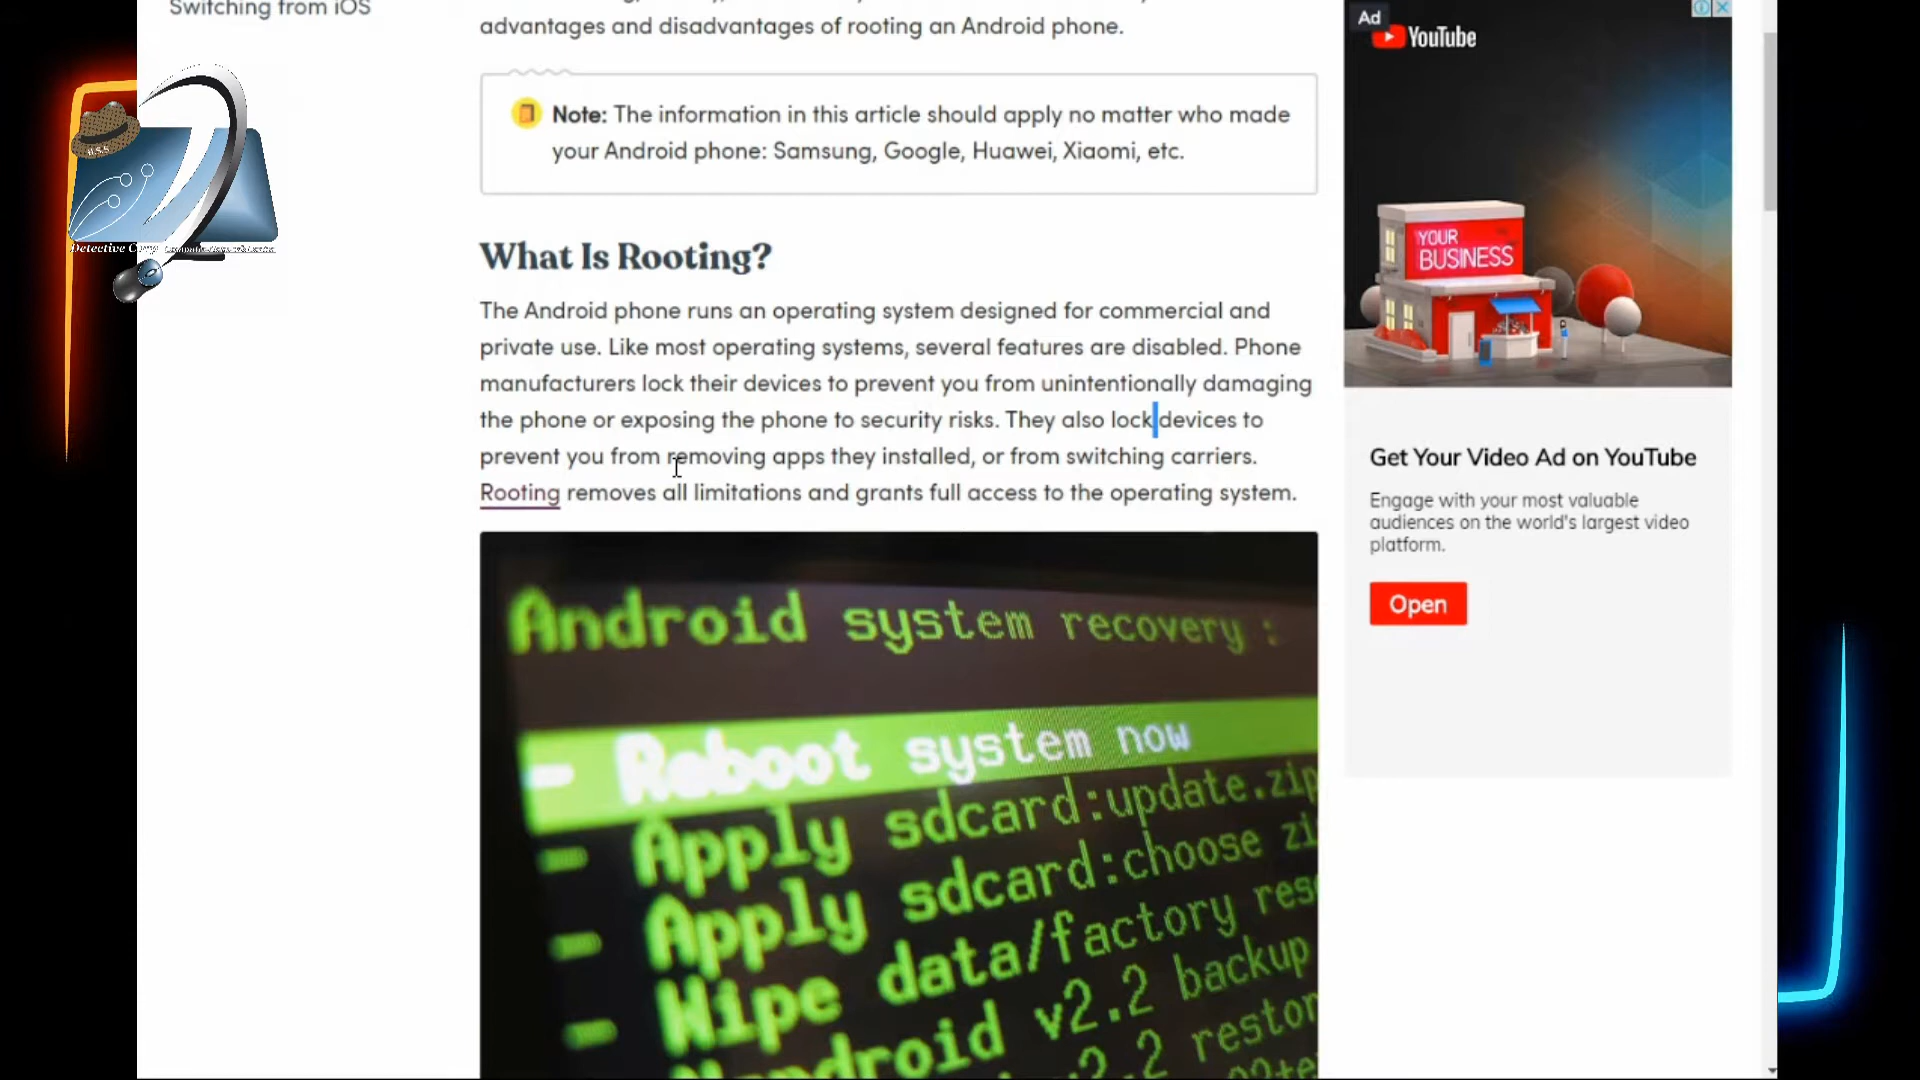 Switching from iOS
advantages and disadvantages of rooting an Android phone.
Note: The information in this article should apply no matter who made
your Android phone: Samsung, Google, Huawei, Xiaomi, etc.
What Is Rooting?
The Android phone runs an operating system designed for commercial and
private use. Like most operating systems, several features are disabled. Phone
manufacturers lock their devices to prevent you from unintentionally damaging
the phone or exposing the phone to security risks. They also lock devices to
prevent you from removing apps they installed, or from switching carriers.
Rooting removes all limitations and grants full access to the operating system.
Android system recovery :
- Reboot system now
- Apply sdcard:update.zip
- Apply sdcard:choose zi
- Wipe data/factory res
- Nandroid v2.2 backup
v2.2 restor
Ad
YouTube
YOUR
BUSINESS
Get Your Video Ad on YouTube
Engage with your most valuable
audiences on the world's largest video
platform.
Open